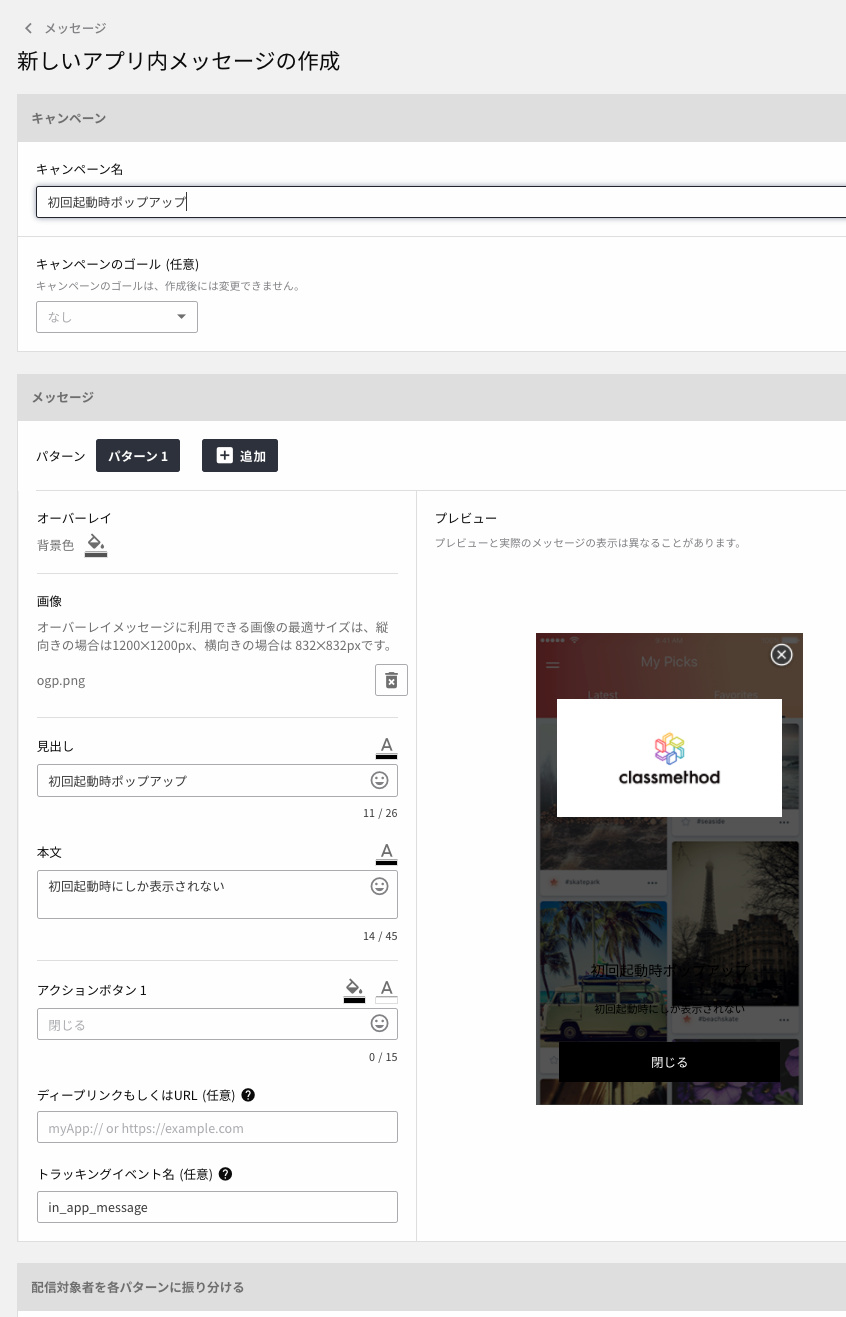 メッセージ
新しいアプリ内メッセージの作成
キャンペーン
キャンペーン名
初回起動時ポップアップ
キャンペーンのゴール (任意)
キャンペーンのゴールは、作成後には変更できません。
なし
メッセージ
パターン パターン 1 追加
オーバーレイ
背景色
画像
オーバーレイメッセージに利用できる画像の最適サイズは、縦
向きの場合は1200×1200px、横向きの場合は 832×832pxです。
ogp.png
見出し
初回起動時ポップアップ
11 / 26
本文
初回起動時にしか表示されない
14 / 45
アクションボタン 1
閉じる
0 / 15
ディープリンクもしくはURL (任意)
myApp:// or https://example.com
トラッキングイベント名 (任意)
in_app_message
プレビュー
プレビューと実際のメッセージの表示は異なることがあります。
My Picks
Latest Favorites
classmethod
#seaside
#skatepark
初回起動時ポップアップ
初回起動時にしか表示されない
#beachskate
閉じる
配信対象者を各パターンに振り分ける